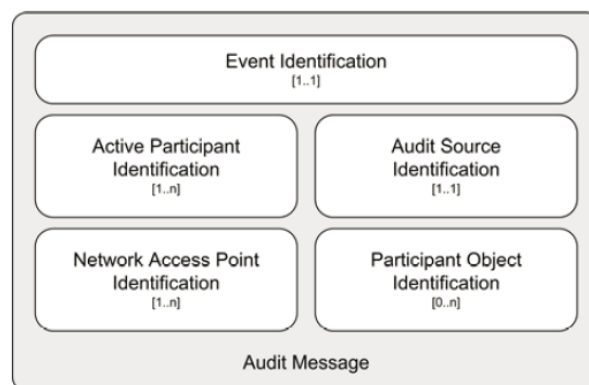 Event Identification
[1..1]
Active Participant
Identification
[1..n]
Audit Source
Identification
[1..1]
Network Access Point
Identification
[1..n]
Participant Object
Identification
[0..n]
Audit Message